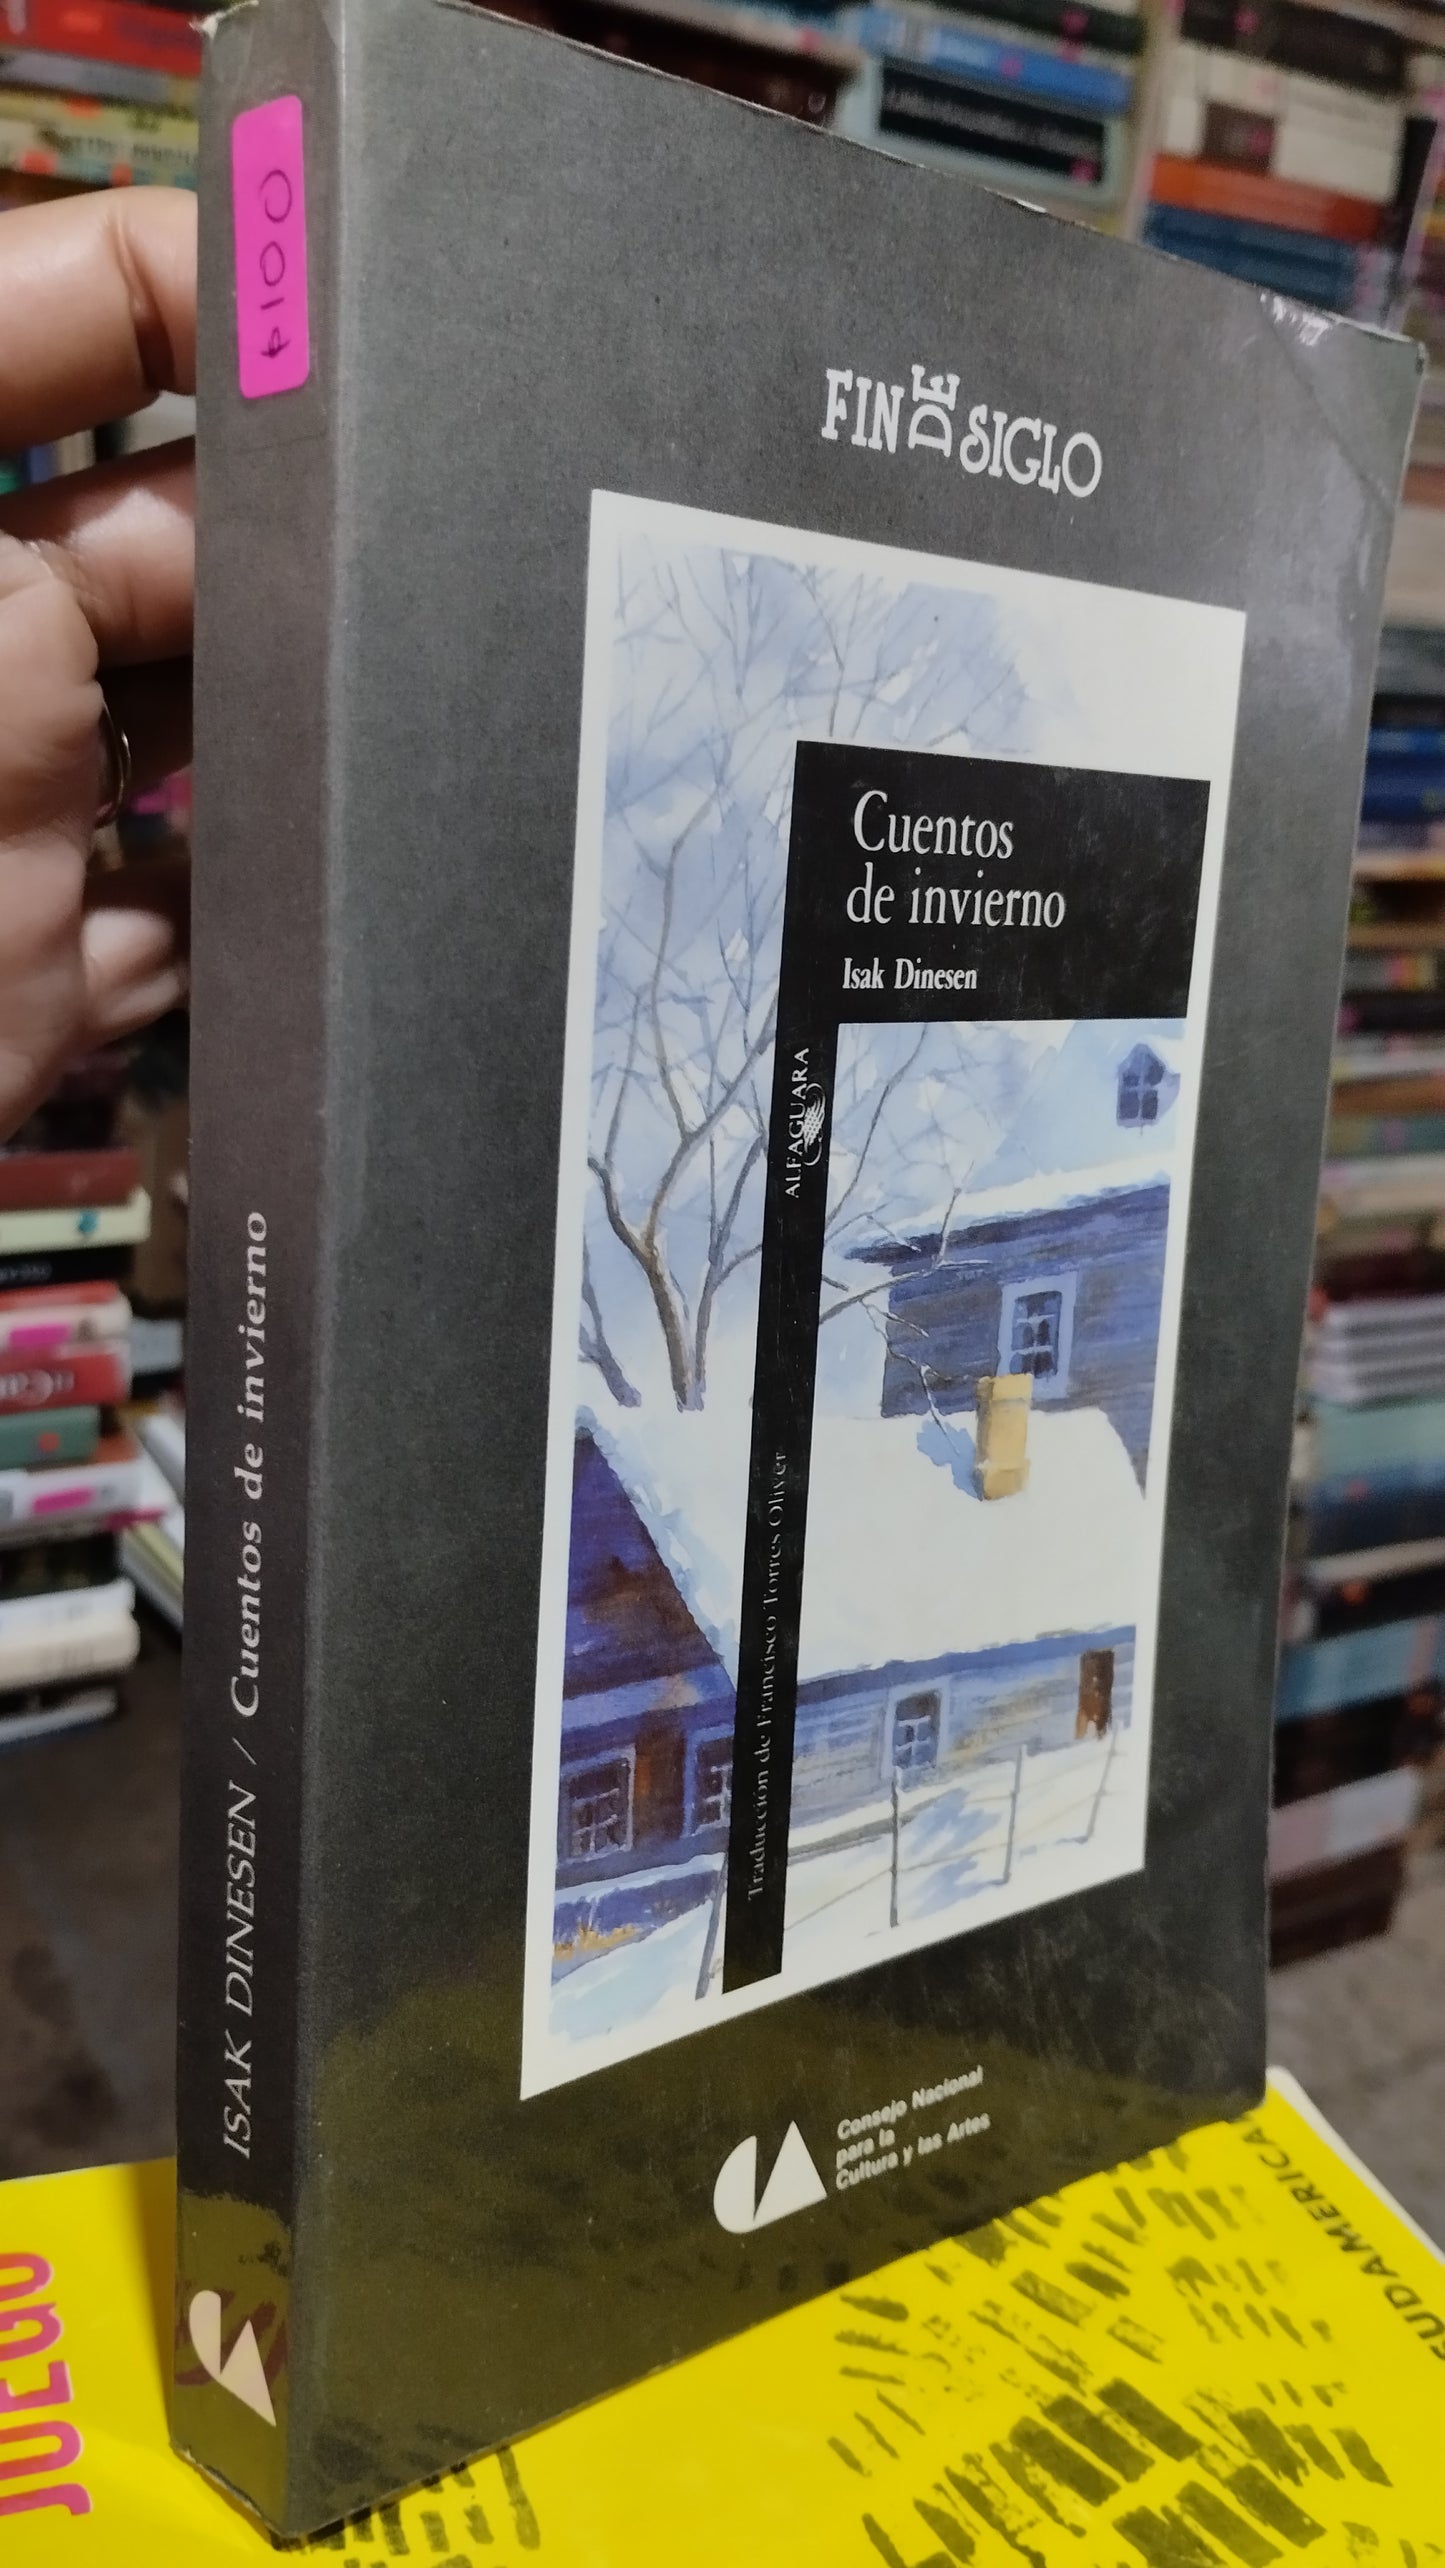 $100
FIN DE SIGLO
Cuentos
de invierno
Isak Dinesen
ALFAGUARA
Traducción de Francisco Torres Oliver
Consejo Nacional
para la
Cultura y las Artes
ISAK DINESEN / Cuentos de invierno
JUEGO
SUDAMERICA